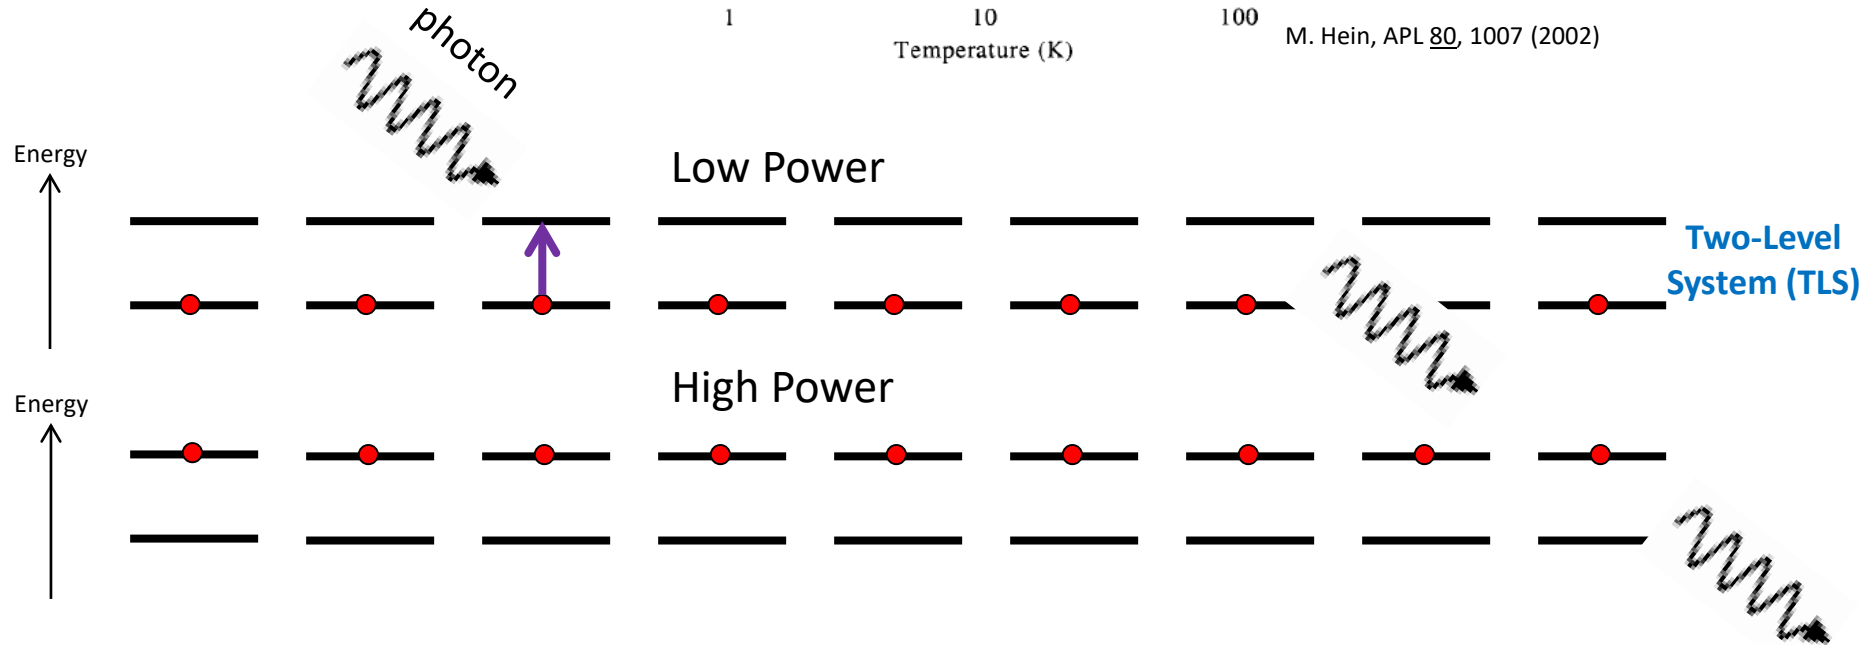 photon
1 10 100
Temperature (K)
M. Hein, APL 80, 1007 (2002)
Energy
Low Power
Two-Level
System (TLS)
High Power
Energy